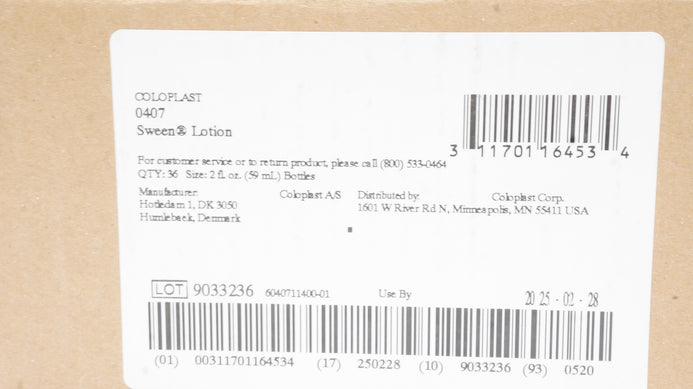 COLOPLAST
0407
Sween® Lotion
3 11701 16453 4
For customer service or to return product, please call (800) 533-0464
QTY: 36 Size: 2 fl. oz. (59 mL) Bottles
Manufacturer: Coloplast A/S
Holtedam 1, DK 3050
Humlebaek, Denmark
Distributed by: Coloplast Corp.
1601 W River Rd N, Minneapolis, MN 55411 USA
LOT 9033236 6040711400-01 Use By 2025-02-28
(01) 00311701164534 (17) 250228 (10) 9033236 (93) 0520